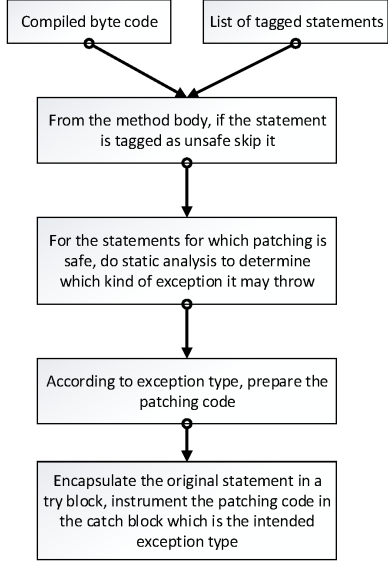 Compiled byte code
List of tagged statements
From the method body, if the statement
is tagged as unsafe skip it
For the statements for which patching is
safe, do static analysis to determine
which kind of exception it may throw
According to exception type, prepare the
patching code
Encapsulate the original statement in a
try block, instrument the patching code in
the catch block which is the intended
exception type